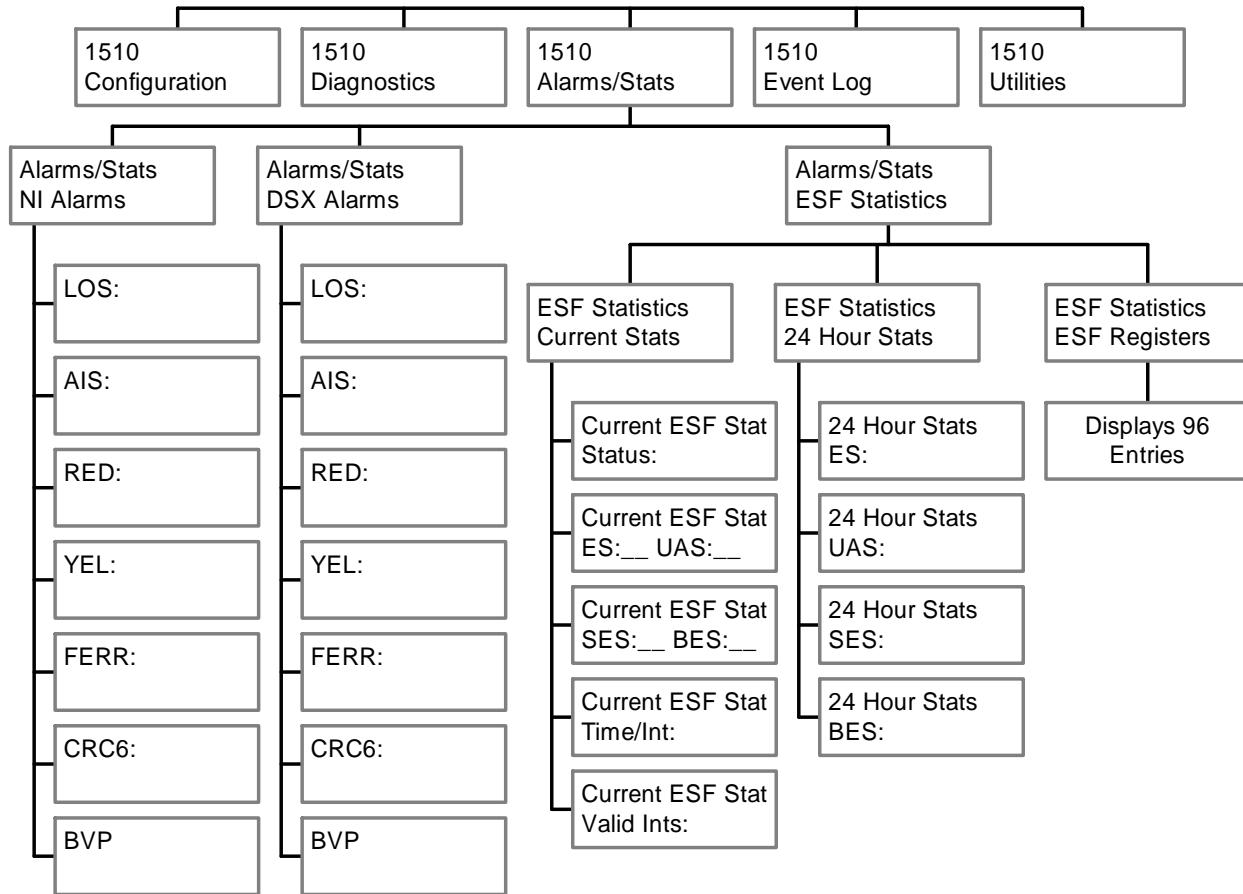 1510
Configuration
1510
Diagnostics
1510
Alarms/Stats
1510
Event Log
1510
Utilities
Alarms/Stats
NI Alarms
Alarms/Stats
DSX Alarms
Alarms/Stats
ESF Statistics
LOS:
AIS:
RED:
YEL:
FERR:
CRC6:
BVP
LOS:
AIS:
RED:
YEL:
FERR:
CRC6:
BVP
ESF Statistics
Current Stats
Current ESF Stat
Status:
Current ESF Stat
ES:__ UAS:__
Current ESF Stat
SES:__ BES:__
Current ESF Stat
Time/Int:
Current ESF Stat
Valid Ints:
ESF Statistics
24 Hour Stats
24 Hour Stats
ES:
24 Hour Stats
UAS:
24 Hour Stats
SES:
24 Hour Stats
BES:
ESF Statistics
ESF Registers
Displays 96
Entries